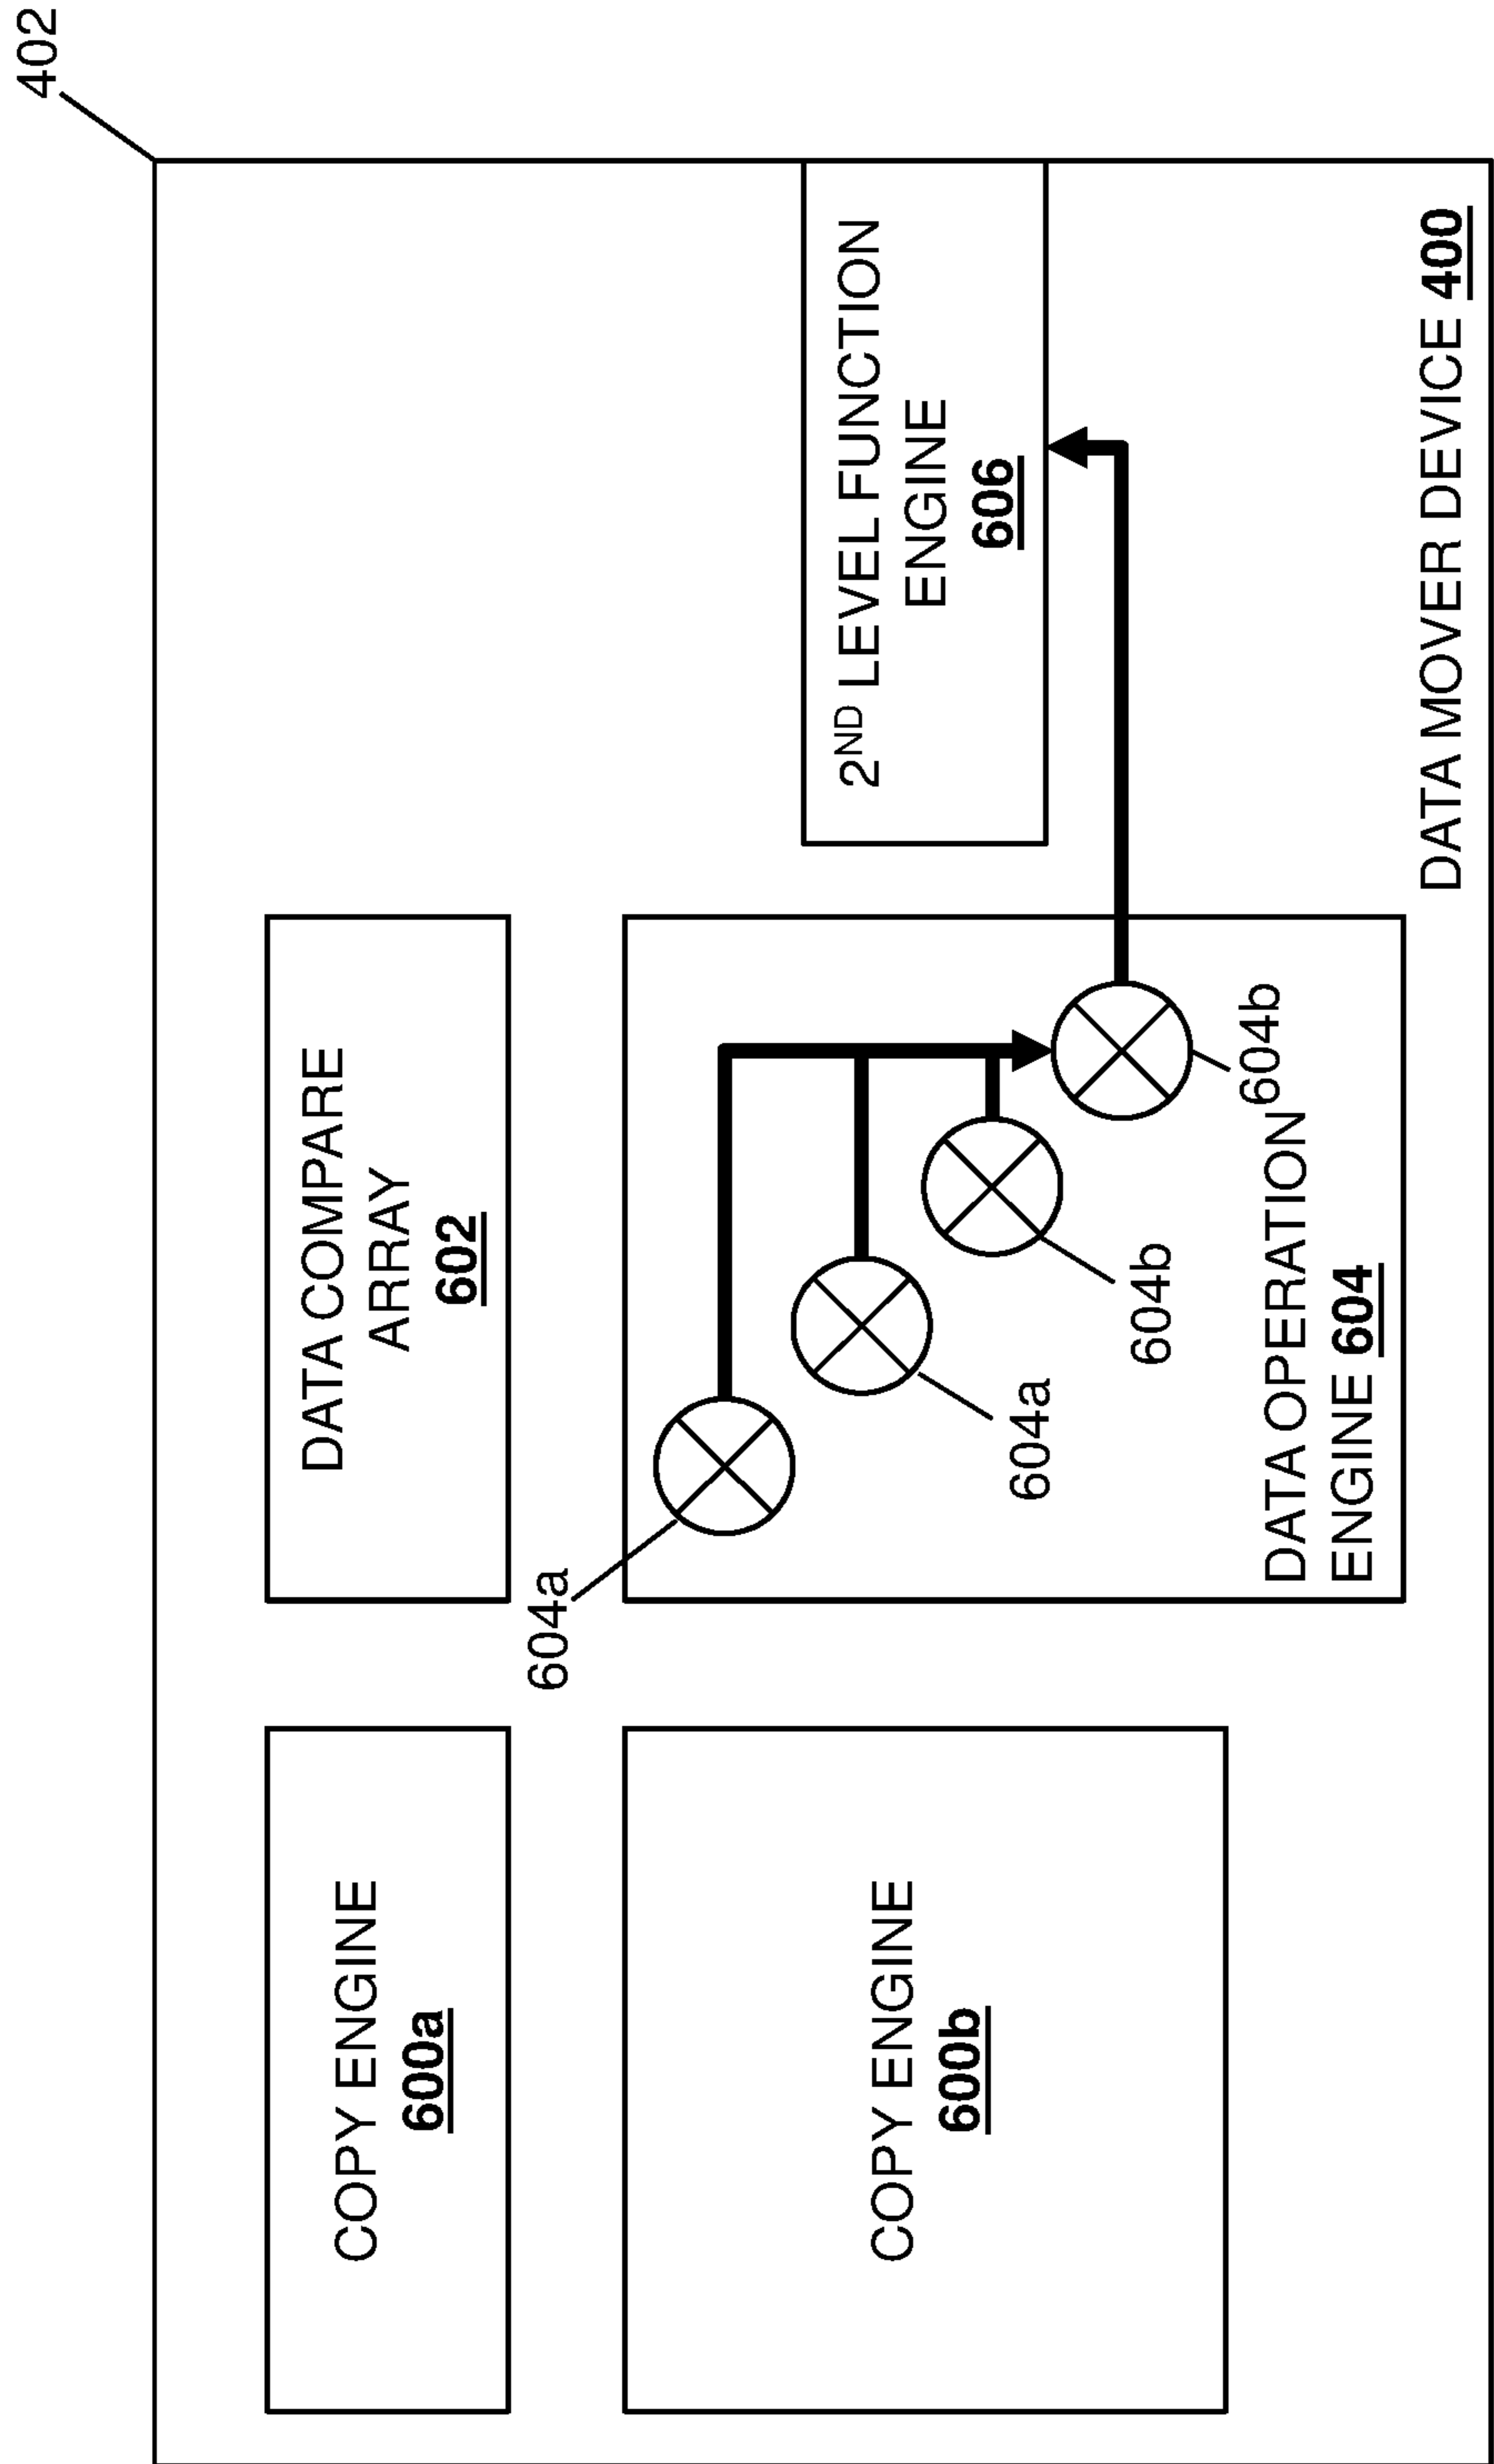 402
COPY ENGINE
600a
DATA COMPARE
ARRAY
602
604a
COPY ENGINE
600b
604a
604b
604b
DATA OPERATION
ENGINE 604
2ND LEVEL FUNCTION
ENGINE
606
DATA MOVER DEVICE 400